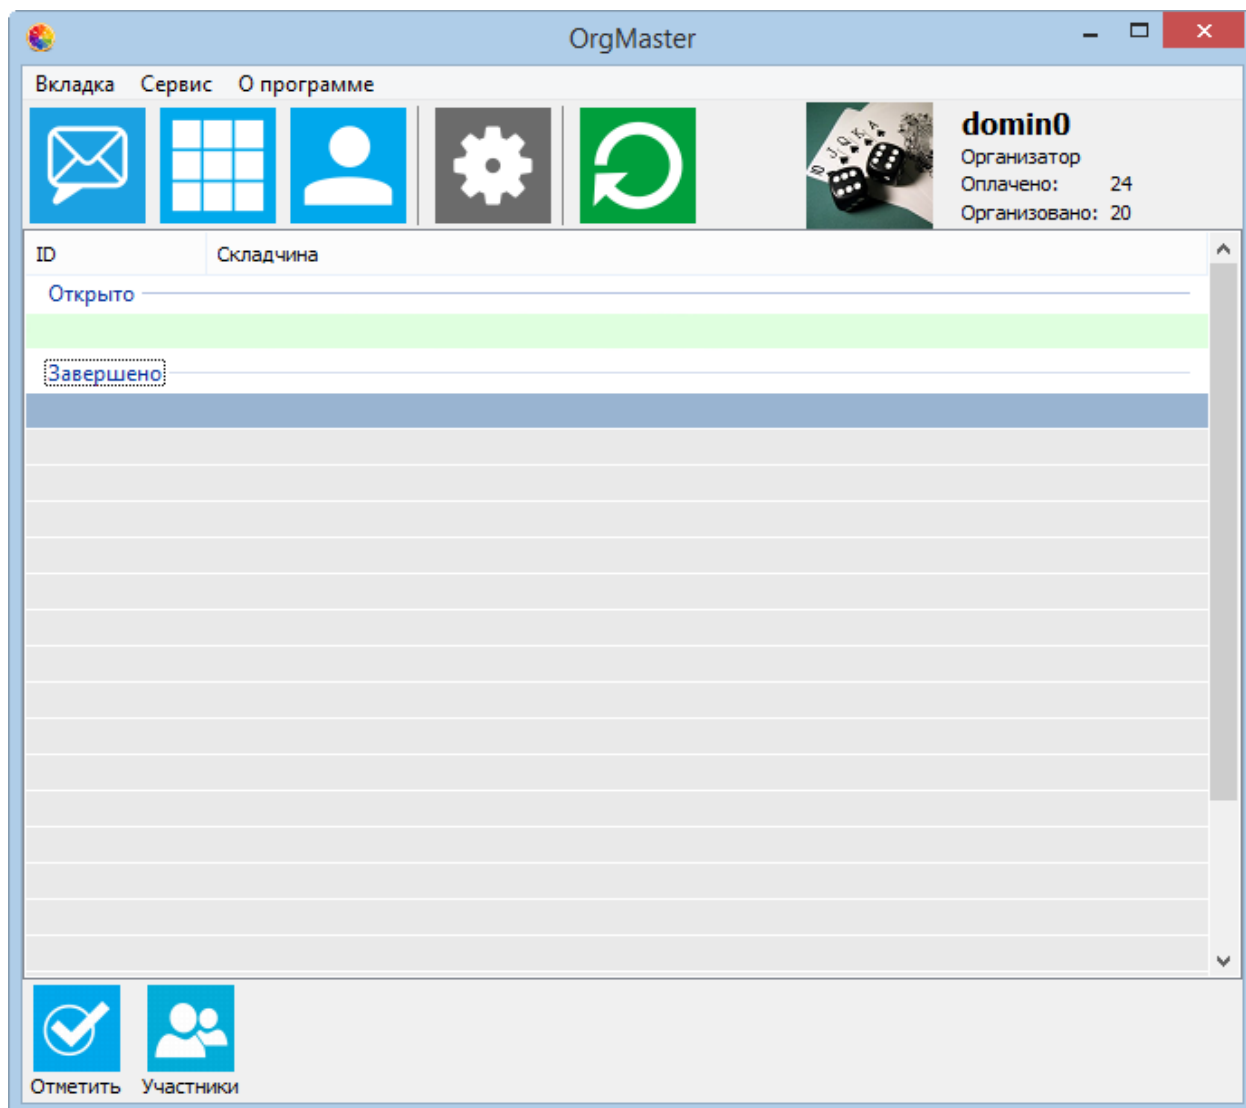 OrgMaster
Вкладка Сервис О программе
domin0
Организатор
Оплачено: 24
Организовано: 20
ID Складчина
Открыто
Завершено
Отметить Участники